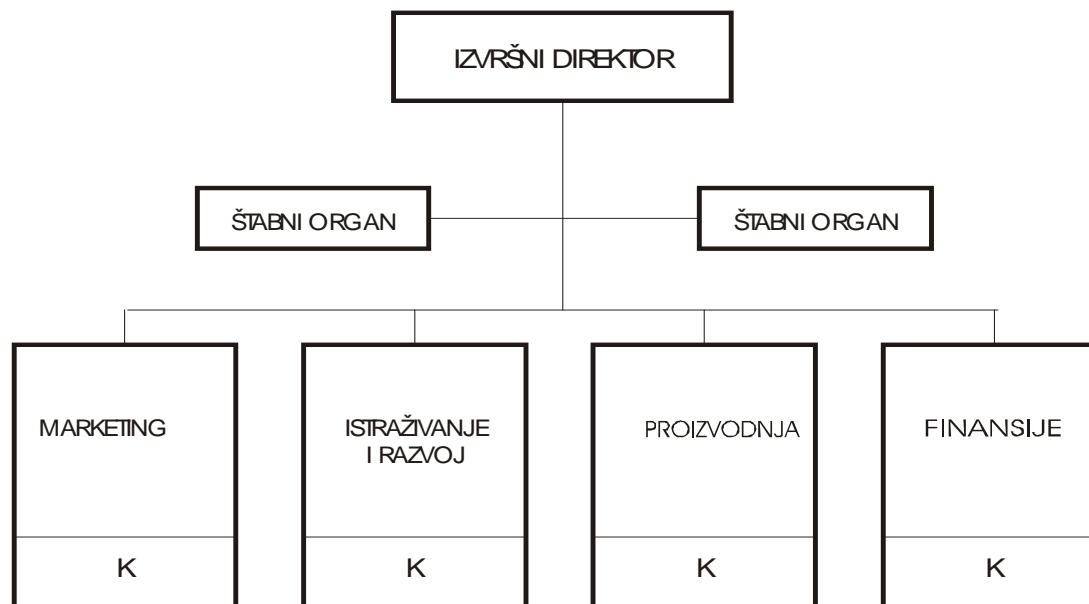 IZVRŠNI DIREKTOR
ŠTABNI ORGAN
ŠTABNI ORGAN
MARKETING
ISTRAŽIVANJE
I RAZVOJ
PROIZVODNJA
FINANSIJE
K
K
K
K